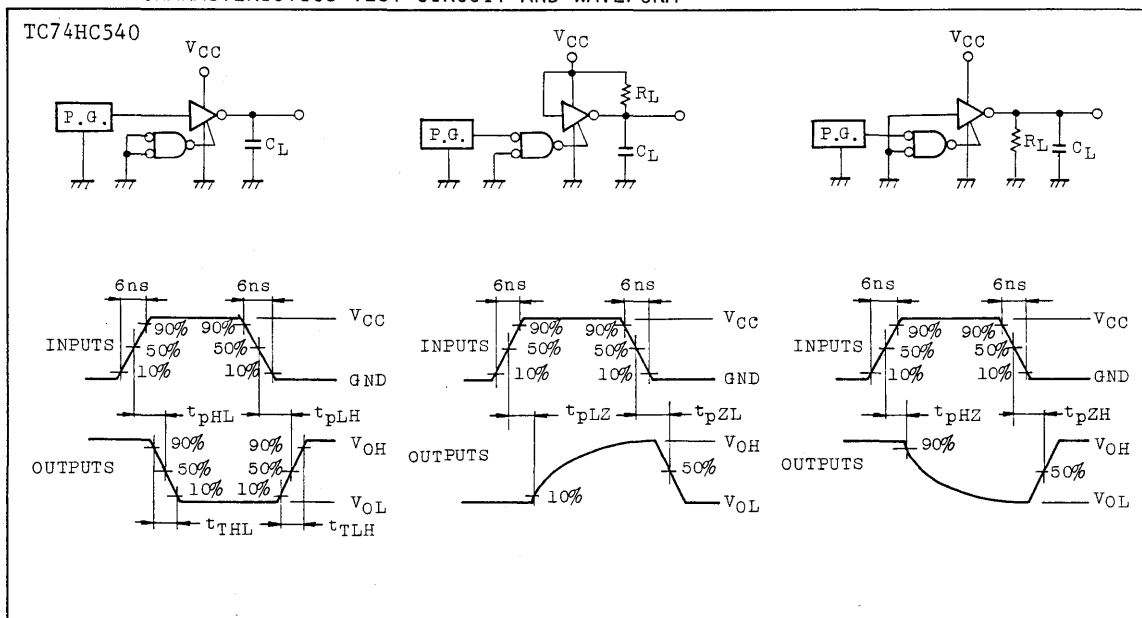 TC74HC540
VCC
P.G.
CL
VCC
RL
P.G.
CL
VCC
P.G.
RL
CL
6ns
6ns
VCC
90%
90%
INPUTS
50%
50%
10%
10%
GND
tpHL
tpLH
90%
90%
VOH
OUTPUTS
50%
50%
10%
10%
VOL
tTHL
tTLH
6ns
6ns
VCC
90%
90%
INPUTS
50%
50%
10%
10%
GND
tpLZ
tpZL
VOH
OUTPUTS
50%
10%
VOL
6ns
6ns
VCC
90%
90%
INPUTS
50%
50%
10%
10%
GND
tpHZ
tpZH
VOH
90%
OUTPUTS
50%
VOL